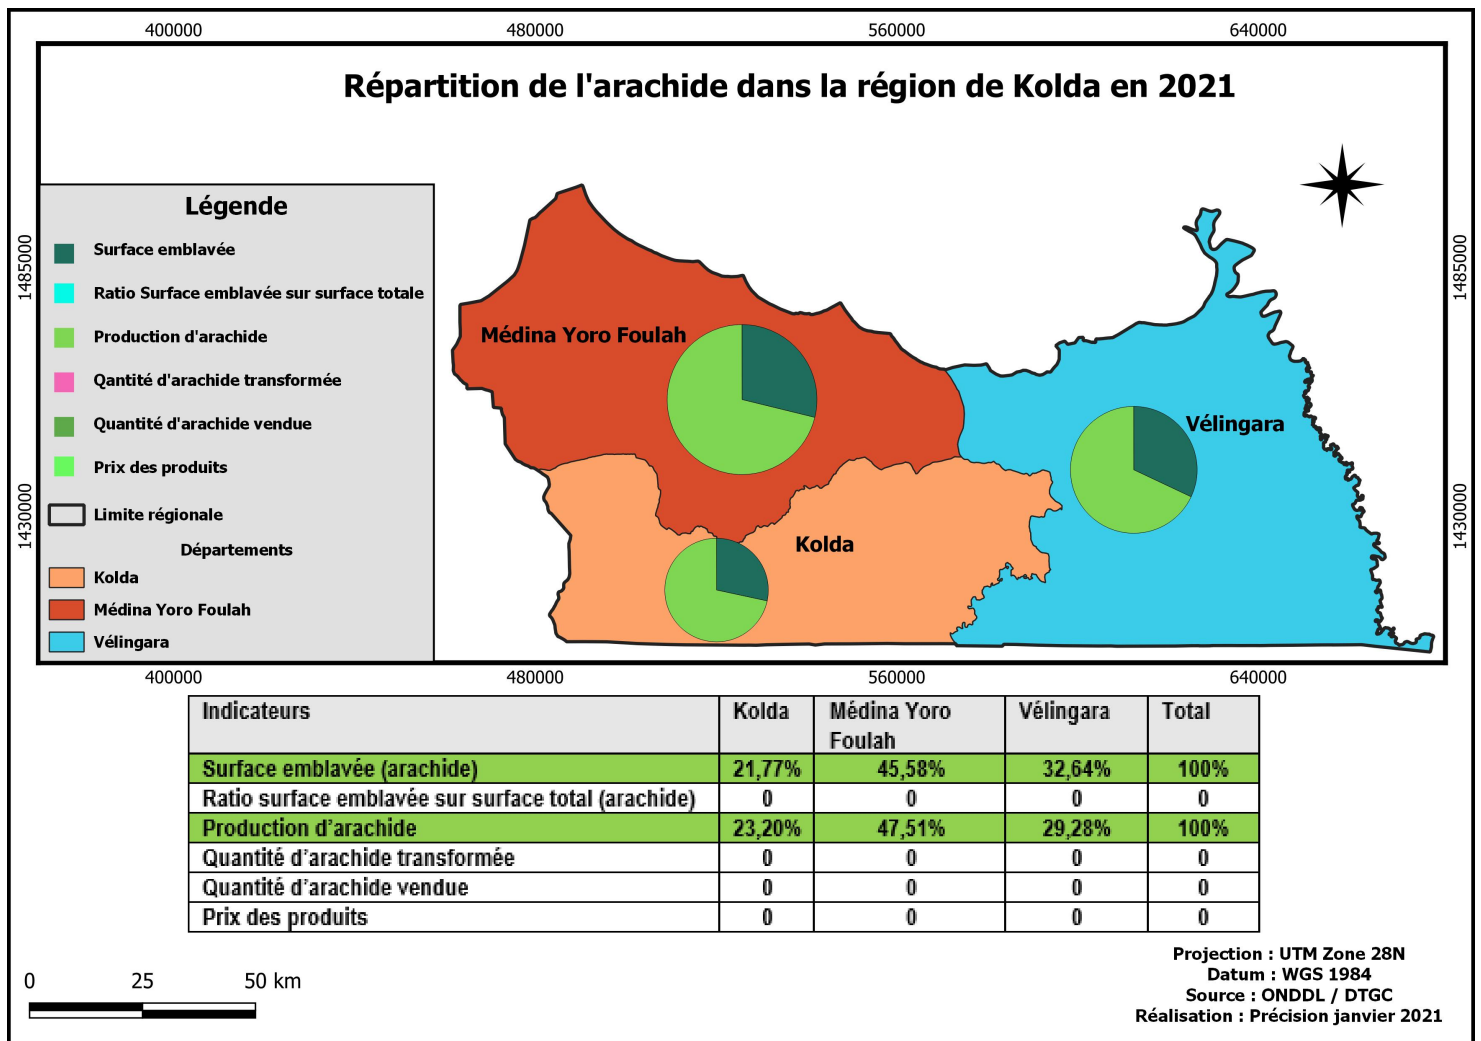 400000 480000 560000 640000
Répartition de l'arachide dans la région de Kolda en 2021
1485000
1485000
1430000
1430000
Légende
Surface emblavée
Ratio Surface emblavée sur surface totale
Production d'arachide
Qantité d'arachide transformée
Quantité d'arachide vendue
Prix des produits
Limite régionale
Départements
Kolda
Médina Yoro Foulah
Vélingara
Médina Yoro Foulah
Vélingara
Kolda
400000 480000 560000 640000
Indicateurs Kolda Médina Yoro Vélingara Total
Foulah
Surface emblavée (arachide) 21,77% 45,58% 32,64% 100%
Ratio surface emblavée sur surface total (arachide) 0 0 0 0
Production d'arachide 23,20% 47,51% 29,28% 100%
Quantité d'arachide transformée 0 0 0 0
Quantité d'arachide vendue 0 0 0 0
Prix des produits 0 0 0 0
0 25 50 km
Projection : UTM Zone 28N
Datum : WGS 1984
Source : ONDDL / DTGC
Réalisation : Précision janvier 2021